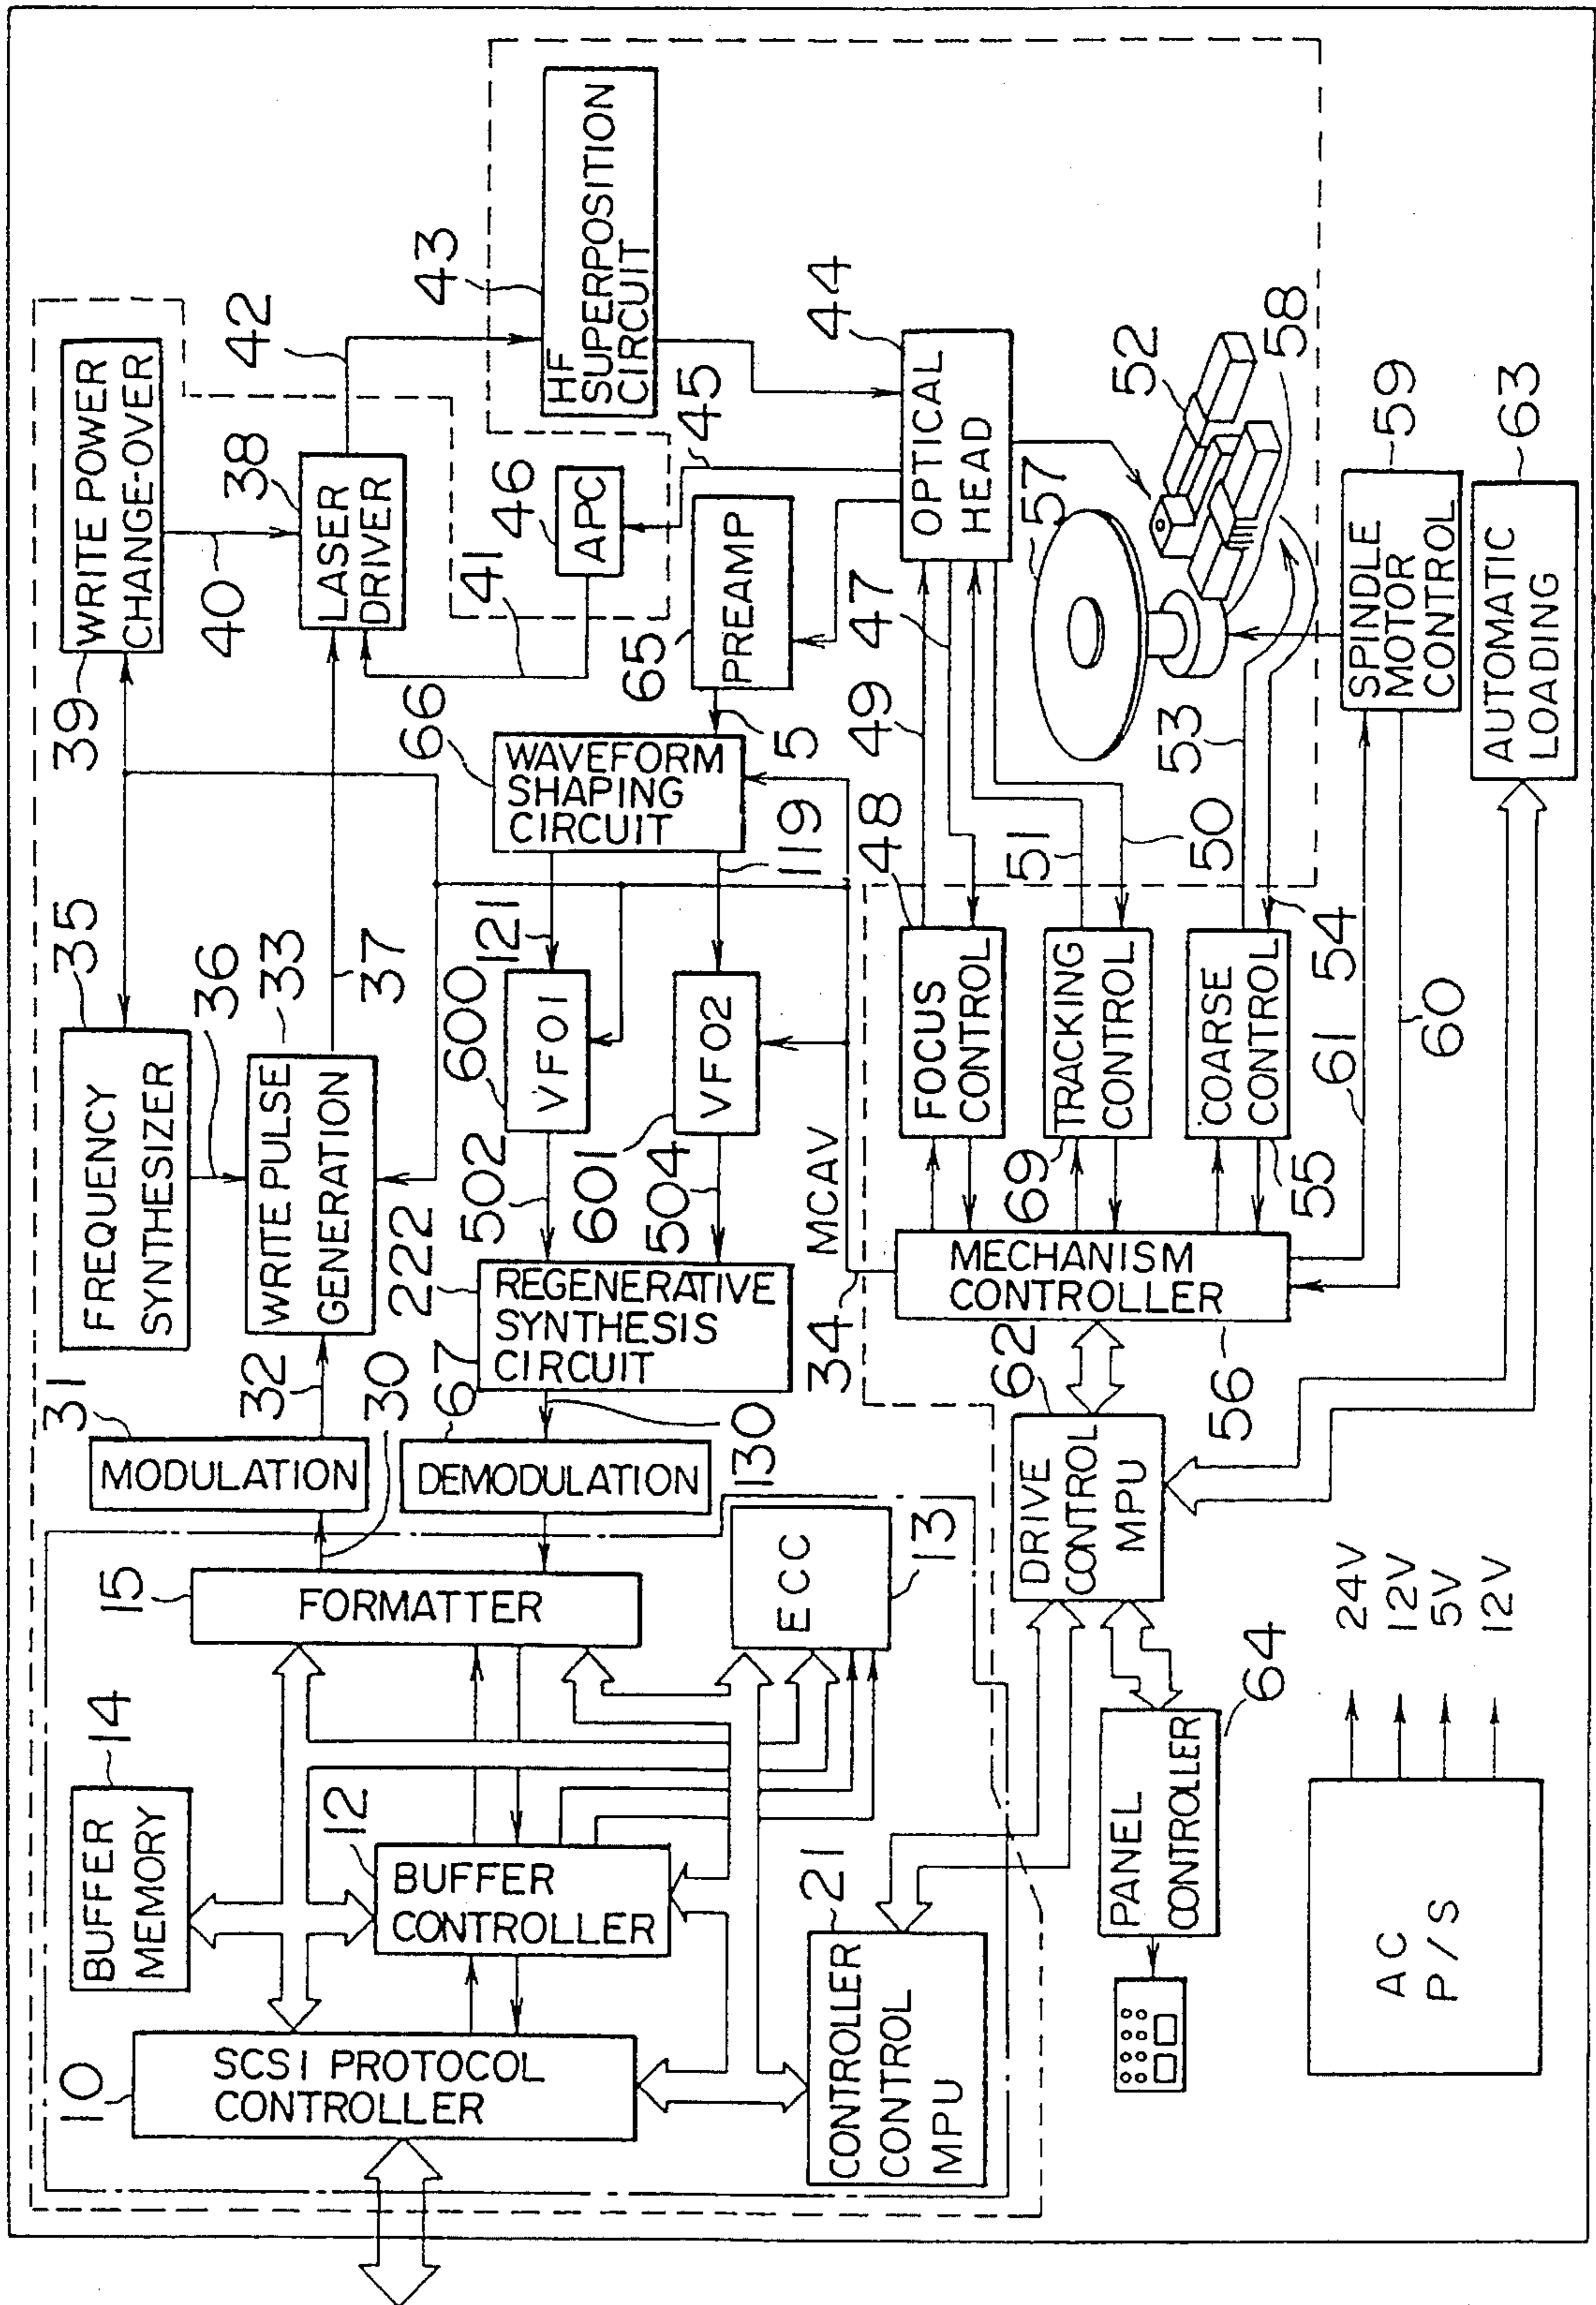 39
WRITE POWER
CHANGE-OVER
35
FREQUENCY
SYNTHESIZER
31
MODULATION
14
BUFFER
MEMORY
42
40
38
LASER
DRIVER
36
33
WRITE PULSE
GENERATION
37
32
30
15
FORMATTER
10
SCSI PROTOCOL
CONTROLLER
12
BUFFER
CONTROLLER
43
HF
SUPERPOSITION
CIRCUIT
41
46
APC
45
65
PREAMP
5
66
WAVEFORM
SHAPING
CIRCUIT
121
119
600
VFO1
601
VFO2
502
504
222
REGENERATIVE
SYNTHESIS
CIRCUIT
67
DEMODULATION
130
ECC
13
21
CONTROLLER
CONTROL
MPU
44
OPTICAL
HEAD
47
49
48
FOCUS
CONTROL
MCAV
34
51
50
69
TRACKING
CONTROL
57
52
58
53
54
COARSE
CONTROL
55
MECHANISM
CONTROLLER
56
62
DRIVE
CONTROL
MPU
59
SPINDLE
MOTOR
CONTROL
61
60
63
AUTOMATIC
LOADING
PANEL
CONTROLLER
64
AC
P/S
24V
12V
5V
12V